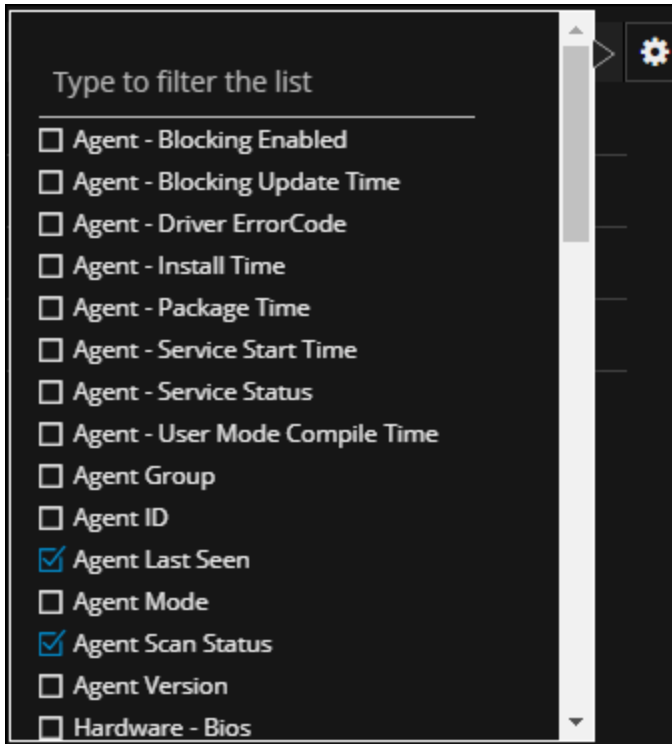 Type to filter the list
Agent - Blocking Enabled
Agent - Blocking Update Time
Agent - Driver ErrorCode
Agent - Install Time
Agent - Package Time
Agent - Service Start Time
Agent - Service Status
Agent - User Mode Compile Time
Agent Group
Agent ID
Agent Last Seen
Agent Mode
Agent Scan Status
Agent Version
Hardware - Bios